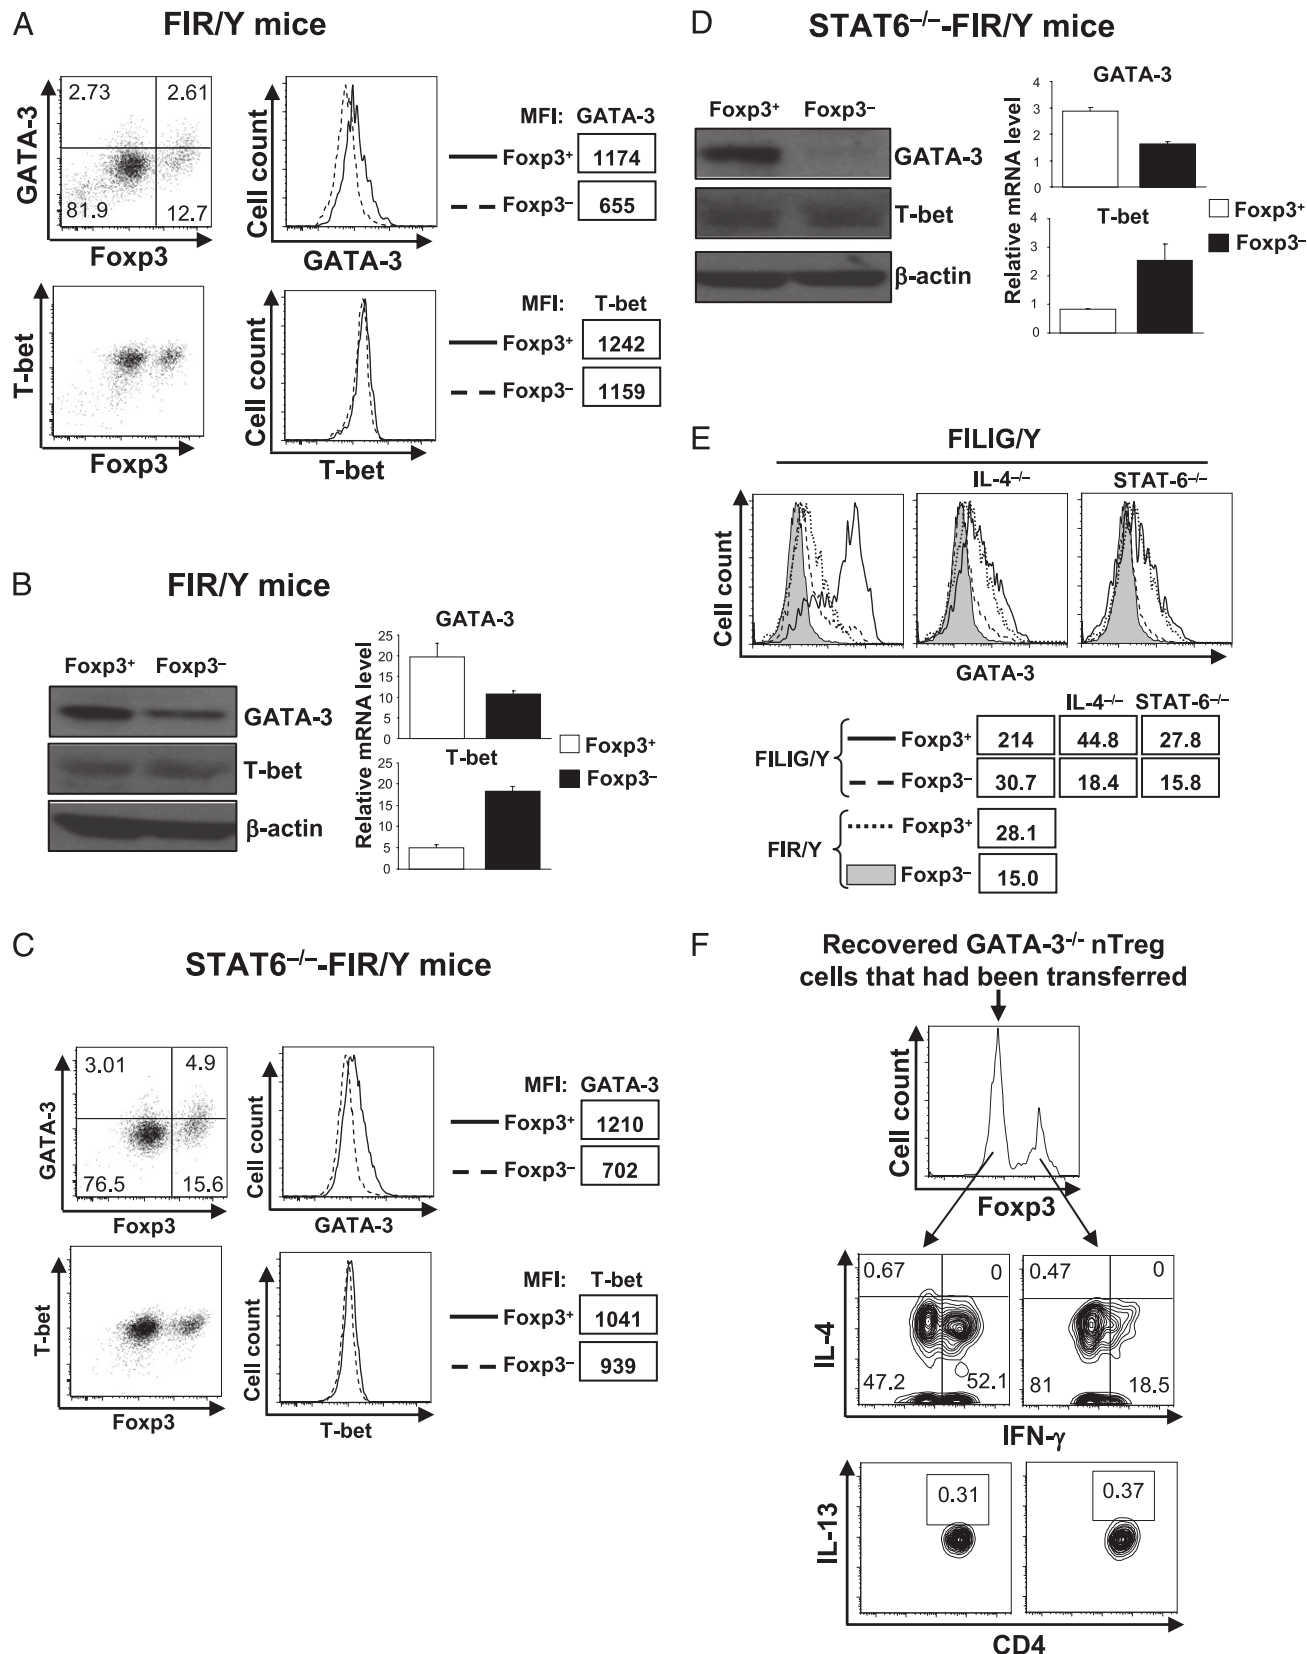 A
FIR/Y mice
2.73
2.61
81.9
12.7
GATA-3
Foxp3
Cell count
GATA-3
MFI: GATA-3
Foxp3⁺ 1174
Foxp3⁻ 655
T-bet
Foxp3
Cell count
T-bet
MFI: T-bet
Foxp3⁺ 1242
Foxp3⁻ 1159
B
FIR/Y mice
Foxp3⁺ Foxp3⁻
GATA-3
T-bet
β-actin
Relative mRNA level
GATA-3
25
20
15
10
5
0
T-bet
25
20
15
10
5
0
Foxp3⁺
Foxp3⁻
C
STAT6⁻/⁻-FIR/Y mice
3.01
4.9
76.5
15.6
GATA-3
Foxp3
Cell count
GATA-3
MFI: GATA-3
Foxp3⁺ 1210
Foxp3⁻ 702
T-bet
Foxp3
Cell count
T-bet
MFI: T-bet
Foxp3⁺ 1041
Foxp3⁻ 939
D
STAT6⁻/⁻-FIR/Y mice
Foxp3⁺ Foxp3⁻
GATA-3
T-bet
β-actin
Relative mRNA level
GATA-3
4
3
2
1
0
T-bet
4
3
2
1
0
Foxp3⁺
Foxp3⁻
E
FILIG/Y
IL-4⁻/⁻ STAT-6⁻/⁻
Cell count
GATA-3
IL-4⁻/⁻ STAT-6⁻/⁻
FILIG/Y
Foxp3⁺ 214 44.8 27.8
Foxp3⁻ 30.7 18.4 15.8
FIR/Y
Foxp3⁺ 28.1
Foxp3⁻ 15.0
F
Recovered GATA-3⁻/⁻ nTreg
cells that had been transferred
Cell count
Foxp3
IL-4
0.67 0
47.2 52.1
0.47 0
81 18.5
IFN-γ
IL-13
0.31
0.37
CD4